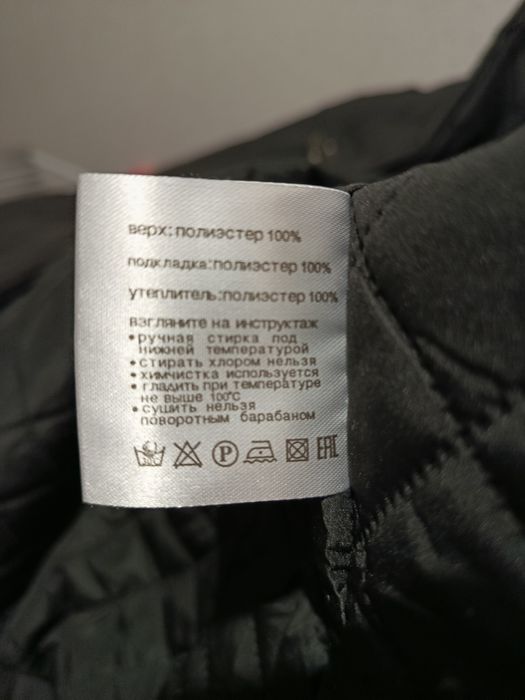 верх:полиэстер 100%
подкладка:полиэстер 100%
утеплитель:полиэстер 100%
взгляните на инструктаж
•ручная стирка под
нижней температурой
•стирать хлором нельзя
•химчистка используется
•гладить при температуре
не выше 100°C
•сушить нельзя
поворотным барабаном
P EAC